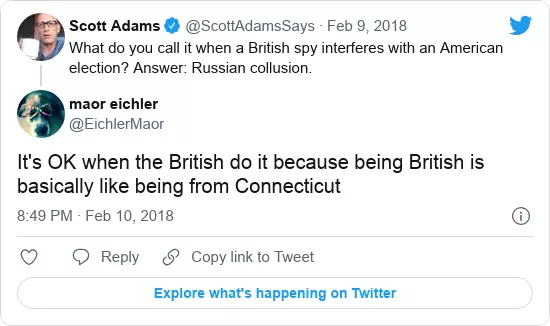 Scott Adams @ScottAdamsSays · Feb 9, 2018
What do you call it when a British spy interferes with an American
election? Answer: Russian collusion.
maor eichler
@EichlerMaor
It's OK when the British do it because being British is
basically like being from Connecticut
8:49 PM · Feb 10, 2018
Reply Copy link to Tweet
Explore what's happening on Twitter